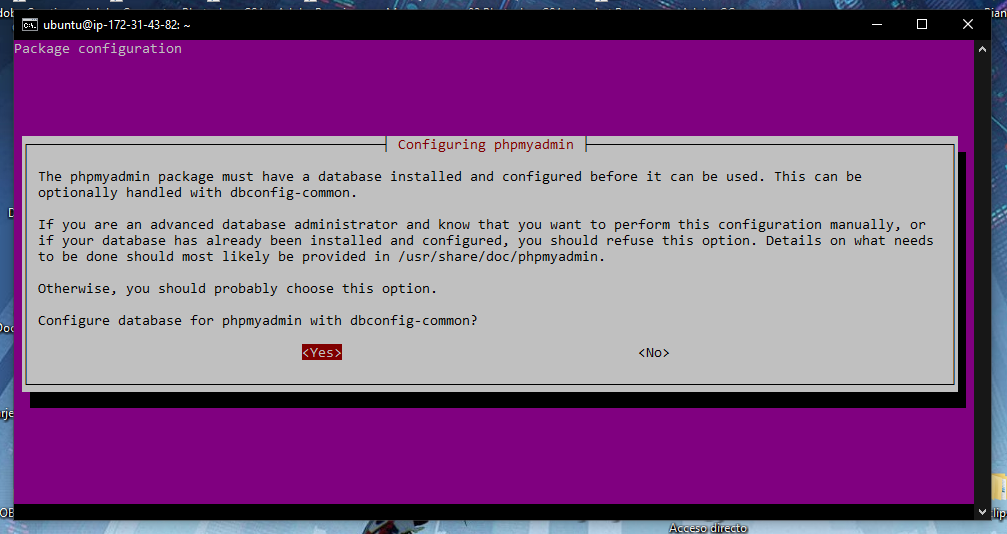 ubuntu@ip-172-31-43-82: ~
Package configuration
Configuring phpmyadmin
The phpmyadmin package must have a database installed and configured before it can be used. This can be
optionally handled with dbconfig-common.
If you are an advanced database administrator and know that you want to perform this configuration manually, or
if your database has already been installed and configured, you should refuse this option. Details on what needs
to be done should most likely be provided in /usr/share/doc/phpmyadmin.
Otherwise, you should probably choose this option.
Configure database for phpmyadmin with dbconfig-common?
<Yes> <No>
Acceso directo